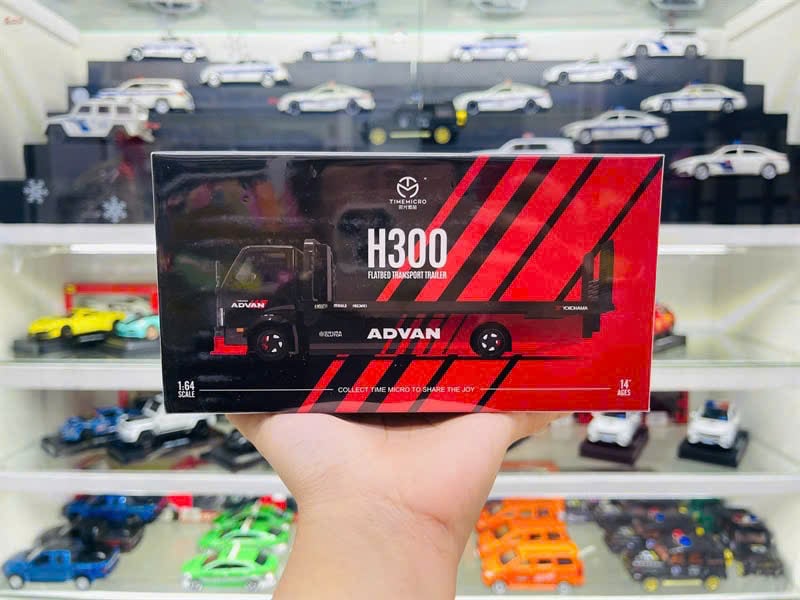 TIMEMICRO
H300
FLATBED TRANSPORT TRAILER
ADVAN
YOKOHAMA
ADVAN
1:64
SCALE
COLLECT TIME MICRO TO SHARE THE JOY
14+
AGES